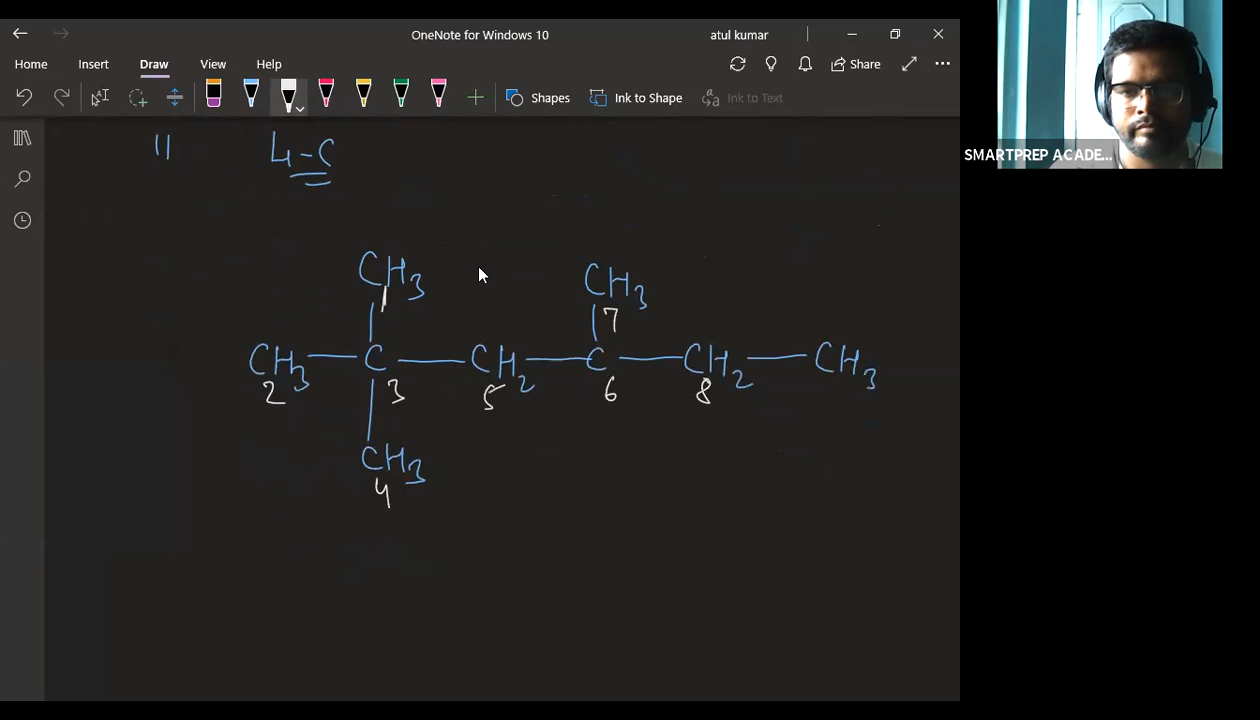 OneNote for Windows 10
atul kumar
Home Insert Draw View Help
Share
Shapes
Ink to Shape
Ink to Text
SMARTPREP ACADE...
11 4-C
CH3 CH3
1 7
CH3 — C — CH2 — C — CH2 — CH3
2 3 5 6 8
CH3
4